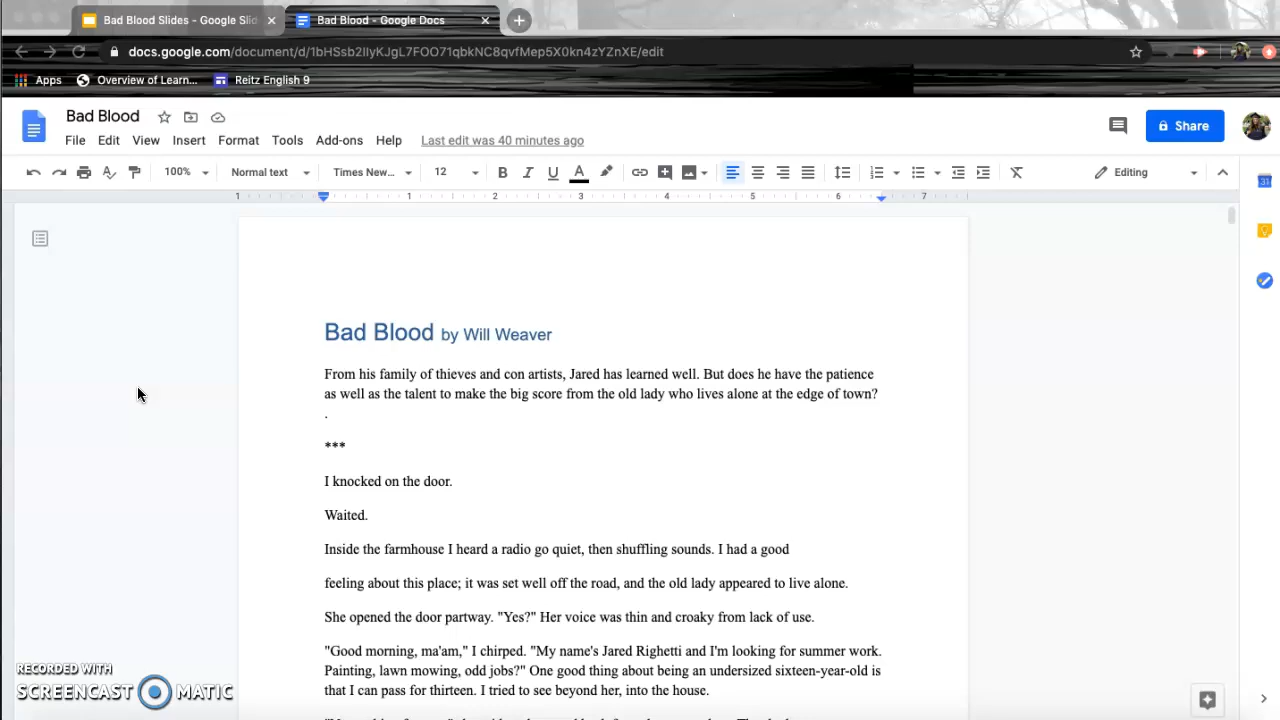 Bad Blood Slides - Google Slid
Bad Blood - Google Docs
docs.google.com/document/d/1bHSsb2IIyKJgL7FOO71qbkNC8qvfMep5X0kn4zYZnXE/edit
Apps Overview of Learn... Reitz English 9
Bad Blood
File Edit View Insert Format Tools Add-ons Help Last edit was 40 minutes ago
Share
100% Normal text Times New... 12 B I U A Editing
1 1 2 3 4 5 6 7
31
Bad Blood by Will Weaver
From his family of thieves and con artists, Jared has learned well. But does he have the patience
as well as the talent to make the big score from the old lady who lives alone at the edge of town?
.
***
I knocked on the door.
Waited.
Inside the farmhouse I heard a radio go quiet, then shuffling sounds. I had a good
feeling about this place; it was set well off the road, and the old lady appeared to live alone.
She opened the door partway. "Yes?" Her voice was thin and croaky from lack of use.
"Good morning, ma'am," I chirped. "My name's Jared Righetti and I'm looking for summer work.
Painting, lawn mowing, odd jobs?" One good thing about being an undersized sixteen-year-old is
that I can pass for thirteen. I tried to see beyond her, into the house.
RECORDED WITH
SCREENCAST MATIC